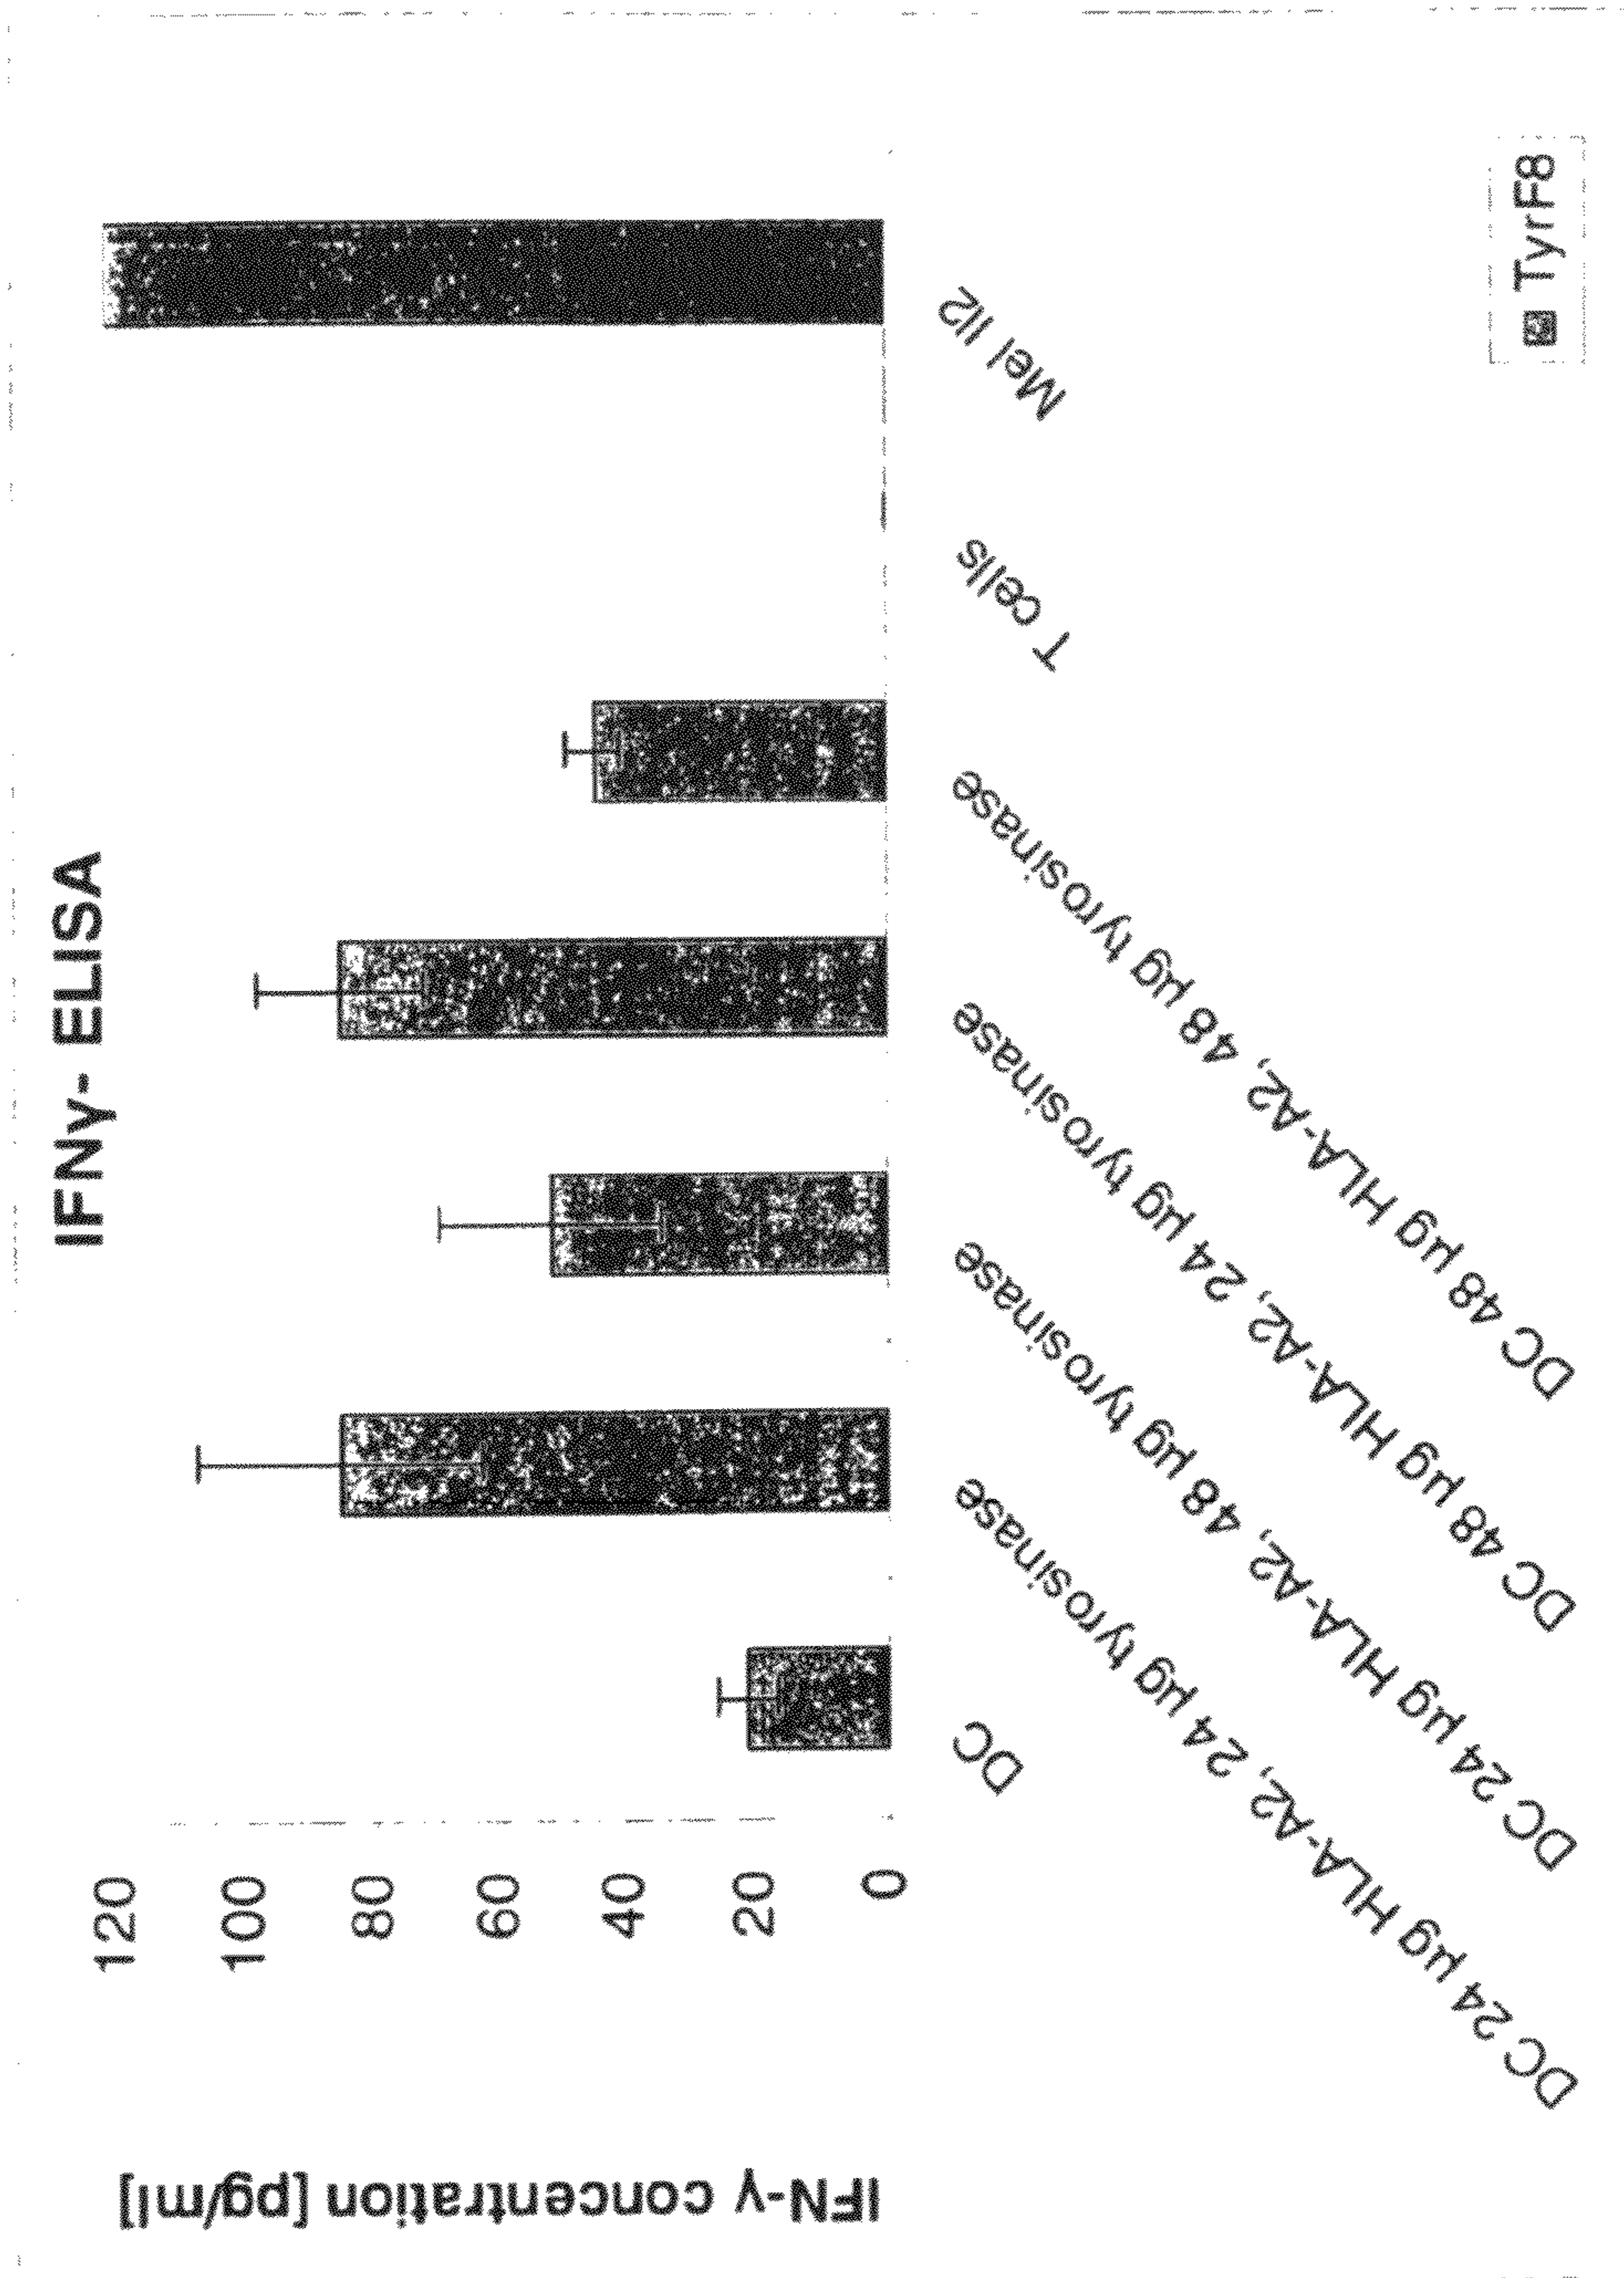 IFNγ- ELISA
IFN-γ concentration [pg/ml]
120
100
80
60
40
20
0
DC
DC 24 µg HLA-A2, 24 µg tyrosinase
DC 24 µg HLA-A2, 48 µg tyrosinase
DC 48 µg HLA-A2, 24 µg tyrosinase
DC 48 µg HLA-A2, 48 µg tyrosinase
T cells
Mel II2
TyrF8